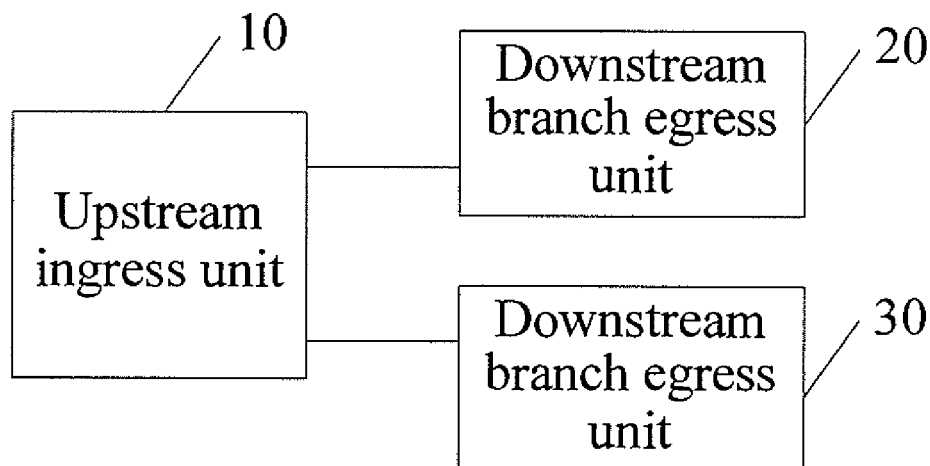 10
Upstream
ingress unit
Downstream
branch egress
unit
20
Downstream
branch egress
unit
30